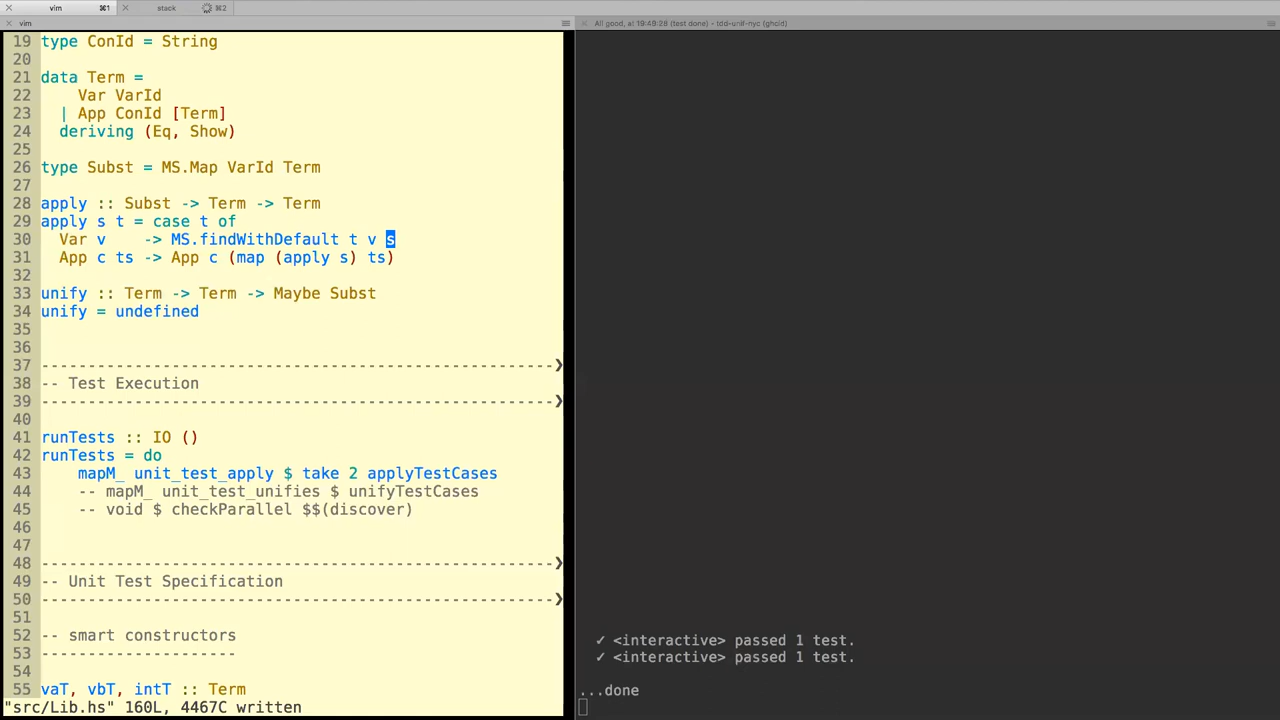 vim ⌘1 stack ⌘2
vim
All good, at 19:49:28 (test done) - tdd-unif-nyc (ghcid)
19 type ConId = String
20
21 data Term =
22     Var VarId
23   | App ConId [Term]
24   deriving (Eq, Show)
25
26 type Subst = MS.Map VarId Term
27
28 apply :: Subst -> Term -> Term
29 apply s t = case t of
30   Var v    -> MS.findWithDefault t v s
31   App c ts -> App c (map (apply s) ts)
32
33 unify :: Term -> Term -> Maybe Subst
34 unify = undefined
35
36
37 --------------------------------------------------------❯
38 -- Test Execution
39 --------------------------------------------------------❯
40
41 runTests :: IO ()
42 runTests = do
43     mapM_ unit_test_apply $ take 2 applyTestCases
44     -- mapM_ unit_test_unifies $ unifyTestCases
45     -- void $ checkParallel $$(discover)
46
47
48 --------------------------------------------------------❯
49 -- Unit Test Specification
50 --------------------------------------------------------❯
51
52 -- smart constructors
53 ---------------------
54
55 vaT, vbT, intT :: Term
"src/Lib.hs" 160L, 4467C written
✓ <interactive> passed 1 test.
✓ <interactive> passed 1 test.
...done